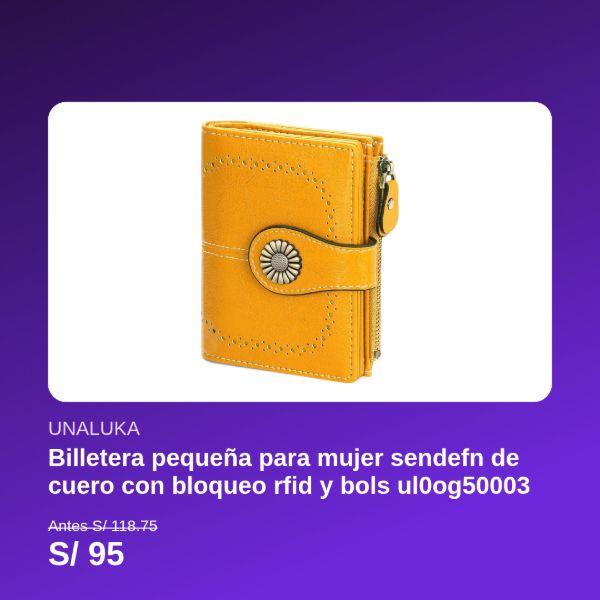 UNALUKA
Billetera pequeña para mujer sendefn de
cuero con bloqueo rfid y bols ul0og50003
Antes S/ 118.75
S/ 95